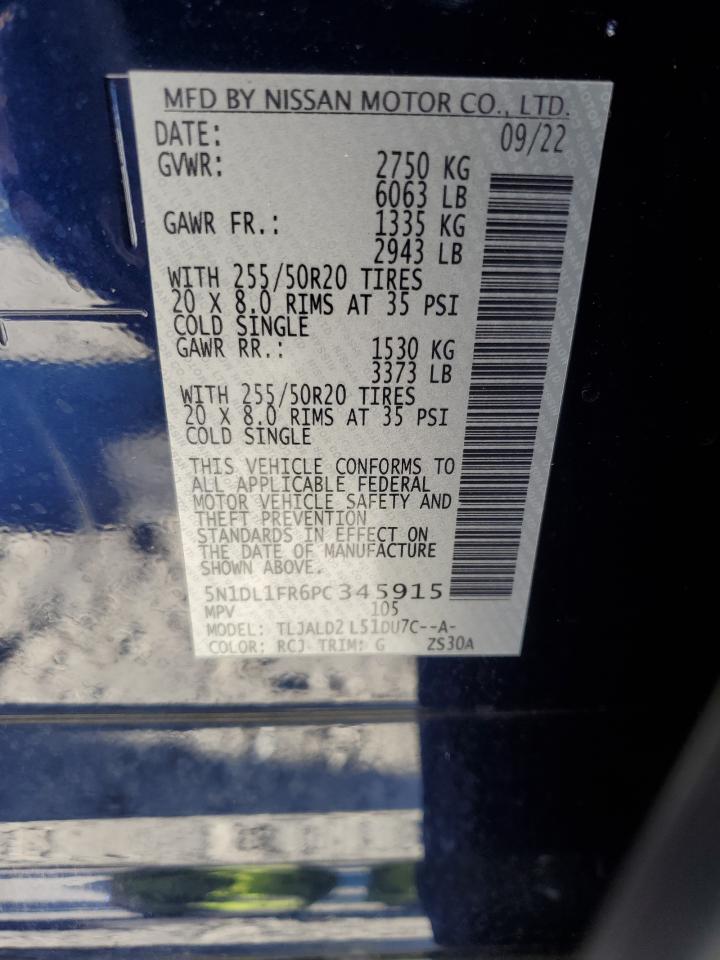 MFD BY NISSAN MOTOR CO., LTD.
DATE: 09/22
GVWR: 2750 KG
6063 LB
GAWR FR.: 1335 KG
2943 LB
WITH 255/50R20 TIRES
20 X 8.0 RIMS AT 35 PSI
COLD SINGLE
GAWR RR.: 1530 KG
3373 LB
WITH 255/50R20 TIRES
20 X 8.0 RIMS AT 35 PSI
COLD SINGLE
THIS VEHICLE CONFORMS TO
ALL APPLICABLE FEDERAL
MOTOR VEHICLE SAFETY AND
THEFT PREVENTION
STANDARDS IN EFFECT ON
THE DATE OF MANUFACTURE
SHOWN ABOVE.
5N1DL1FR6PC345915
MPV 105
MODEL: TLJALD2 L51DU7C--A-
COLOR: RCJ TRIM: G ZS30A